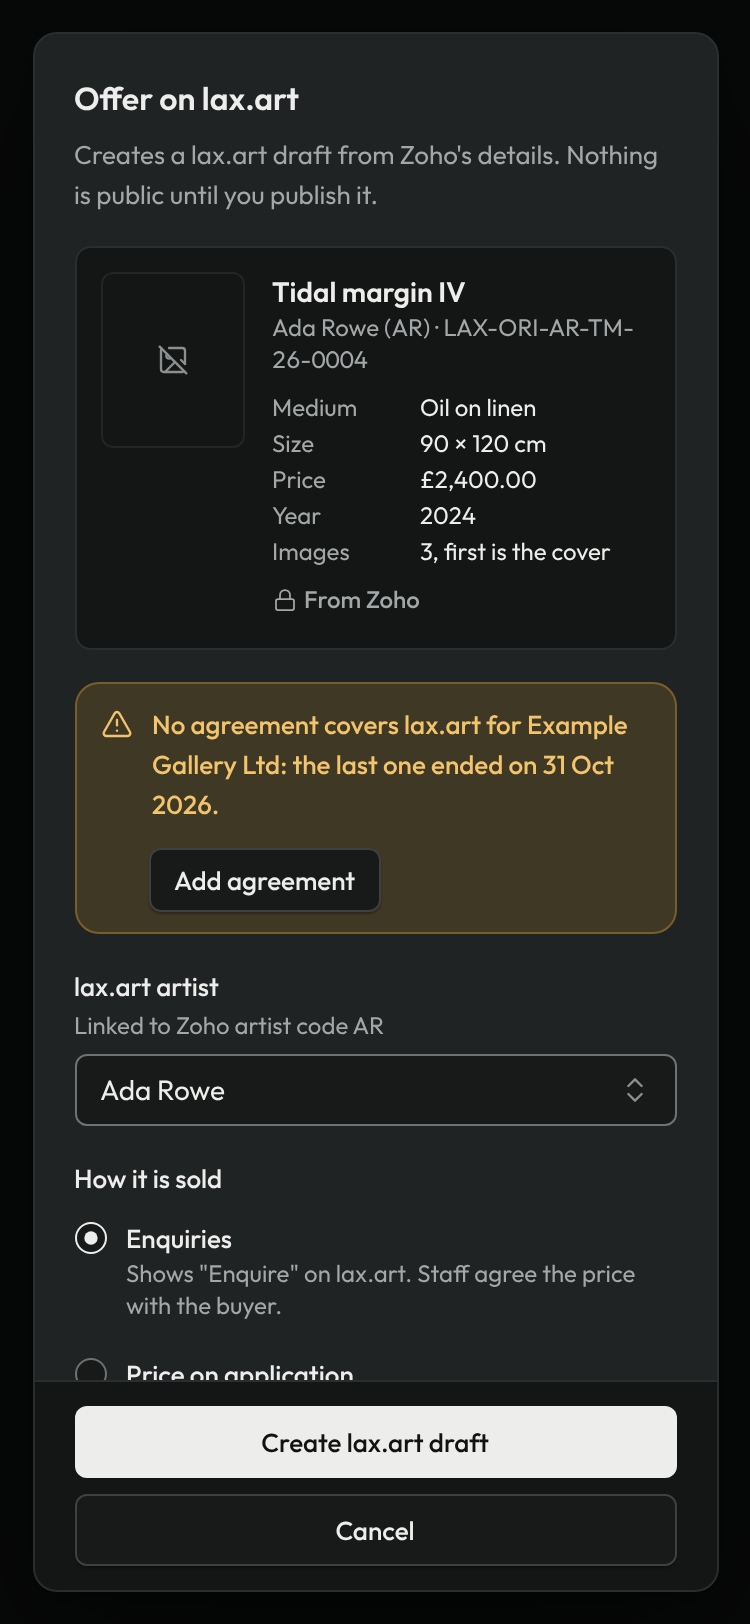 Offer on lax.art
Creates a lax.art draft from Zoho's details. Nothing
is public until you publish it.
Tidal margin IV
Ada Rowe (AR) · LAX-ORI-AR-TM-
26-0004
Medium Oil on linen
Size 90 × 120 cm
Price £2,400.00
Year 2024
Images 3, first is the cover
From Zoho
No agreement covers lax.art for Example
Gallery Ltd: the last one ended on 31 Oct
2026.
Add agreement
lax.art artist
Linked to Zoho artist code AR
Ada Rowe
How it is sold
Enquiries
Shows "Enquire" on lax.art. Staff agree the price
with the buyer.
Price on application
Create lax.art draft
Cancel